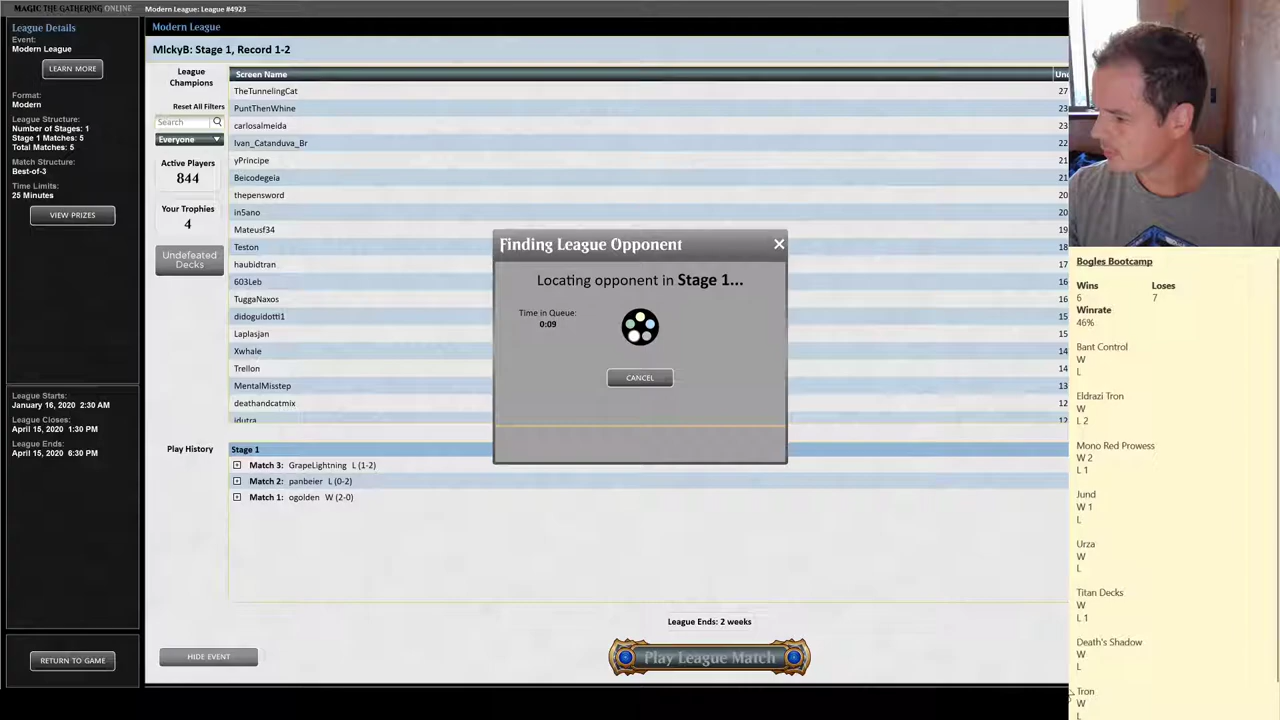 MAGIC THE GATHERING ONLINE
Modern League: League #4923
League Details
Event:
Modern League
LEARN MORE
Format:
Modern
League Structure:
Number of Stages: 1
Stage 1 Matches: 5
Total Matches: 5
Match Structure:
Best-of-3
Time Limits:
25 Minutes
VIEW PRIZES
League Starts:
January 16, 2020 2:30 AM
League Closes:
April 15, 2020 1:30 PM
League Ends:
April 15, 2020 6:30 PM
RETURN TO GAME
Modern League
MlckyB: Stage 1, Record 1-2
League
Champions
Reset All Filters
Search
Everyone
Active Players
844
Your Trophies
4
Undefeated
Decks
Screen Name
TheTunnelingCat 27
PuntThenWhine 23
carlosalmeida 23
Ivan_Catanduva_Br 22
yPrincipe 21
Beicodegeia 21
thepensword 20
in5ano 20
Mateusf34 19
Teston 18
haubidtran 17
603Leb 16
TuggaNaxos 16
didoguidotti1 15
Laplasjan 15
Xwhale 14
Trellon 14
MentalMisstep 13
deathandcatmix 12
idutra 12
Finding League Opponent
Locating opponent in Stage 1...
Time in Queue:
0:09
CANCEL
Play History
Stage 1
Match 3: GrapeLightning L (1-2)
Match 2: panbeier L (0-2)
Match 1: ogolden W (2-0)
League Ends: 2 weeks
HIDE EVENT
Play League Match
Bogles Bootcamp
Wins Loses
6 7
Winrate
46%
Bant Control
W
L
Eldrazi Tron
W
L 2
Mono Red Prowess
W 2
L 1
Jund
W 1
L
Urza
W
L
Titan Decks
W
L 1
Death's Shadow
W
L
Tron
W
L